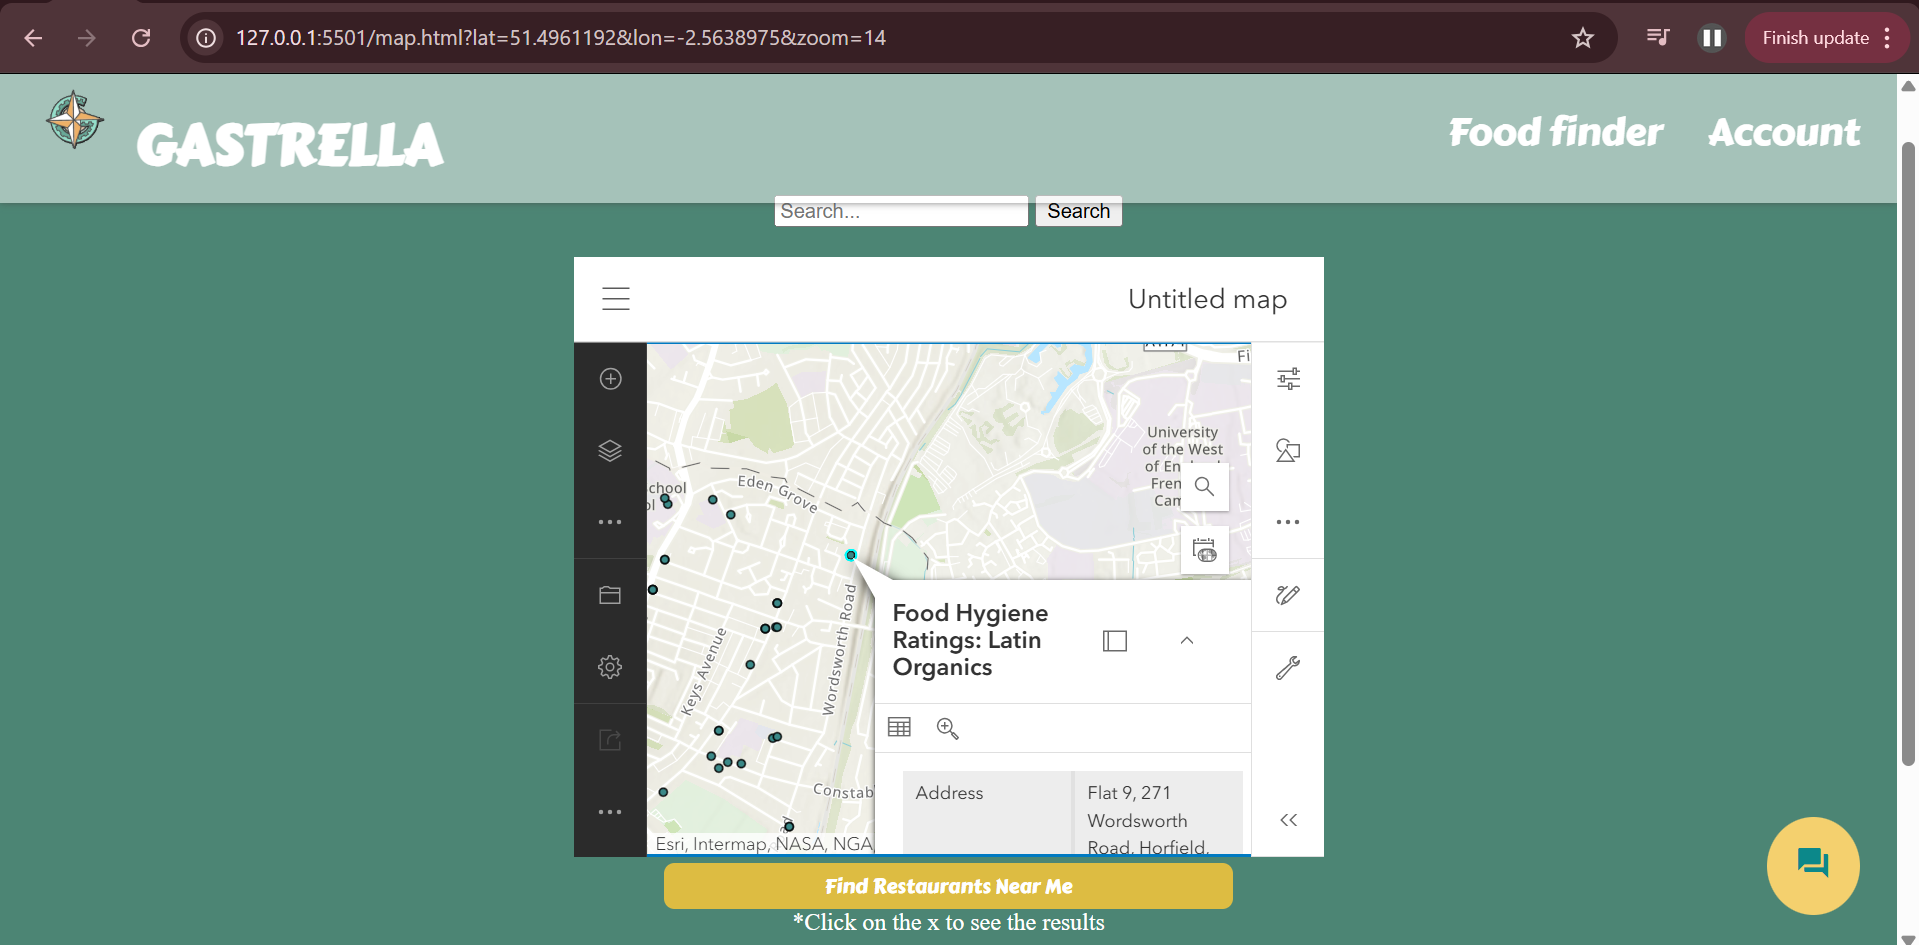 127.0.0.1:5501/map.html?lat=51.4961192&lon=-2.5638975&zoom=14
Finish update
GASTRELLA
Food finder
Account
Search...
Search
Untitled map
Fi
University
of the West
of En
Fren
Cam
chool
ol
Eden Grove
Wordsworth Road
Keys Avenue
Food Hygiene
Ratings: Latin
Organics
Address
Flat 9, 271
Wordsworth
Road, Horfield,
Constab
ad
Esri, Intermap, NASA, NGA,
Find Restaurants Near Me
*Click on the x to see the results